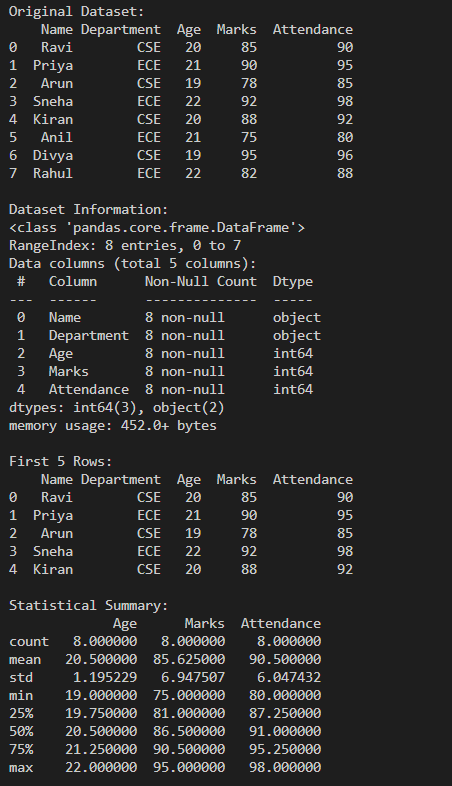 Original Dataset:
    Name Department  Age  Marks  Attendance
0   Ravi        CSE   20     85          90
1  Priya        ECE   21     90          95
2   Arun        CSE   19     78          85
3  Sneha        ECE   22     92          98
4  Kiran        CSE   20     88          92
5   Anil        ECE   21     75          80
6  Divya        CSE   19     95          96
7  Rahul        ECE   22     82          88
Dataset Information:
<class 'pandas.core.frame.DataFrame'>
RangeIndex: 8 entries, 0 to 7
Data columns (total 5 columns):
 #   Column      Non-Null Count  Dtype
---  ------      --------------  -----
 0   Name        8 non-null      object
 1   Department  8 non-null      object
 2   Age         8 non-null      int64
 3   Marks       8 non-null      int64
 4   Attendance  8 non-null      int64
dtypes: int64(3), object(2)
memory usage: 452.0+ bytes
First 5 Rows:
    Name Department  Age  Marks  Attendance
0   Ravi        CSE   20     85          90
1  Priya        ECE   21     90          95
2   Arun        CSE   19     78          85
3  Sneha        ECE   22     92          98
4  Kiran        CSE   20     88          92
Statistical Summary:
             Age      Marks  Attendance
count   8.000000   8.000000    8.000000
mean   20.500000  85.625000   90.500000
std     1.195229   6.947507    6.047432
min    19.000000  75.000000   80.000000
25%    19.750000  81.000000   87.250000
50%    20.500000  86.500000   91.000000
75%    21.250000  90.500000   95.250000
max    22.000000  95.000000   98.000000